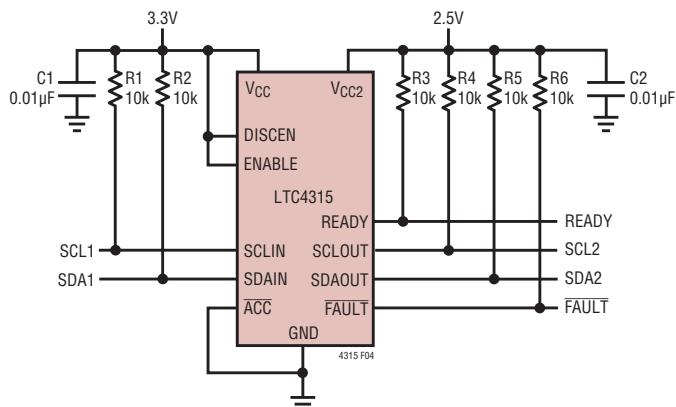 3.3V
2.5V
C1
0.01µF
R1
10k
R2
10k
VCC
VCC2
R3
10k
R4
10k
R5
10k
R6
10k
C2
0.01µF
DISCEN
ENABLE
LTC4315
READY
READY
SCL1
SCLIN
SCLOUT
SCL2
SDA1
SDAIN
SDAOUT
SDA2
ACC
FAULT
FAULT
GND
4315 F04